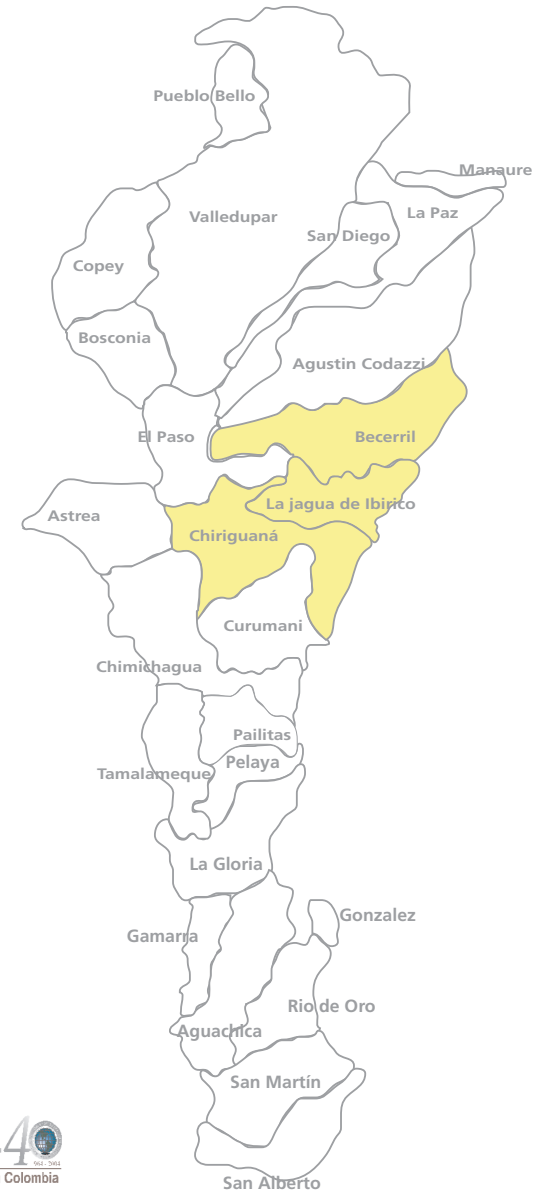 Pueblo Bello
Manaure
La Paz
Valledupar
San Diego
Copey
Bosconia
Agustin Codazzi
El Paso
Becerril
La jagua de Ibirico
Astrea
Chiriguaná
Curumani
Chimichagua
Pailitas
Pelaya
Tamalameque
La Gloria
Gonzalez
Gamarra
Rio de Oro
Aguachica
San Martín
40
Colombia
San Alberto